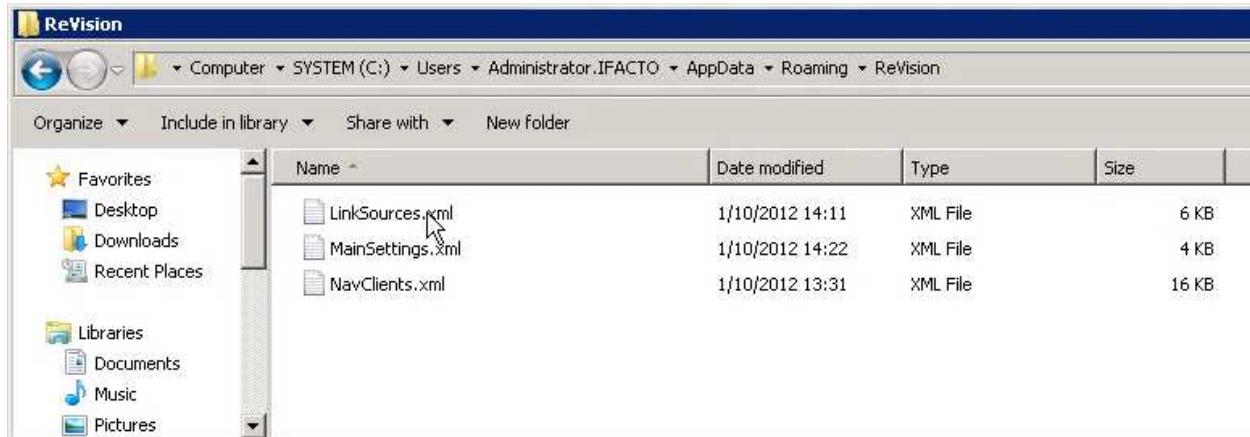 ReVision
Computer SYSTEM (C:) Users Administrator.IFACTO AppData Roaming ReVision
Organize Include in library Share with New folder
Favorites
Desktop
Downloads
Recent Places
Libraries
Documents
Music
Pictures
Name Date modified Type Size
LinkSources.xml 1/10/2012 14:11 XML File 6 KB
MainSettings.xml 1/10/2012 14:22 XML File 4 KB
NavClients.xml 1/10/2012 13:31 XML File 16 KB